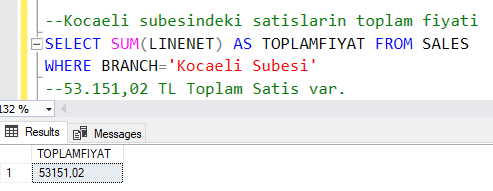 --Kocaeli subesindeki satislarin toplam fiyati
SELECT SUM(LINENET) AS TOPLAMFIYAT FROM SALES
WHERE BRANCH='Kocaeli Subesi'
--53.151,02 TL Toplam Satis var.
132 %
Results Messages
TOPLAMFIYAT
1 53151,02